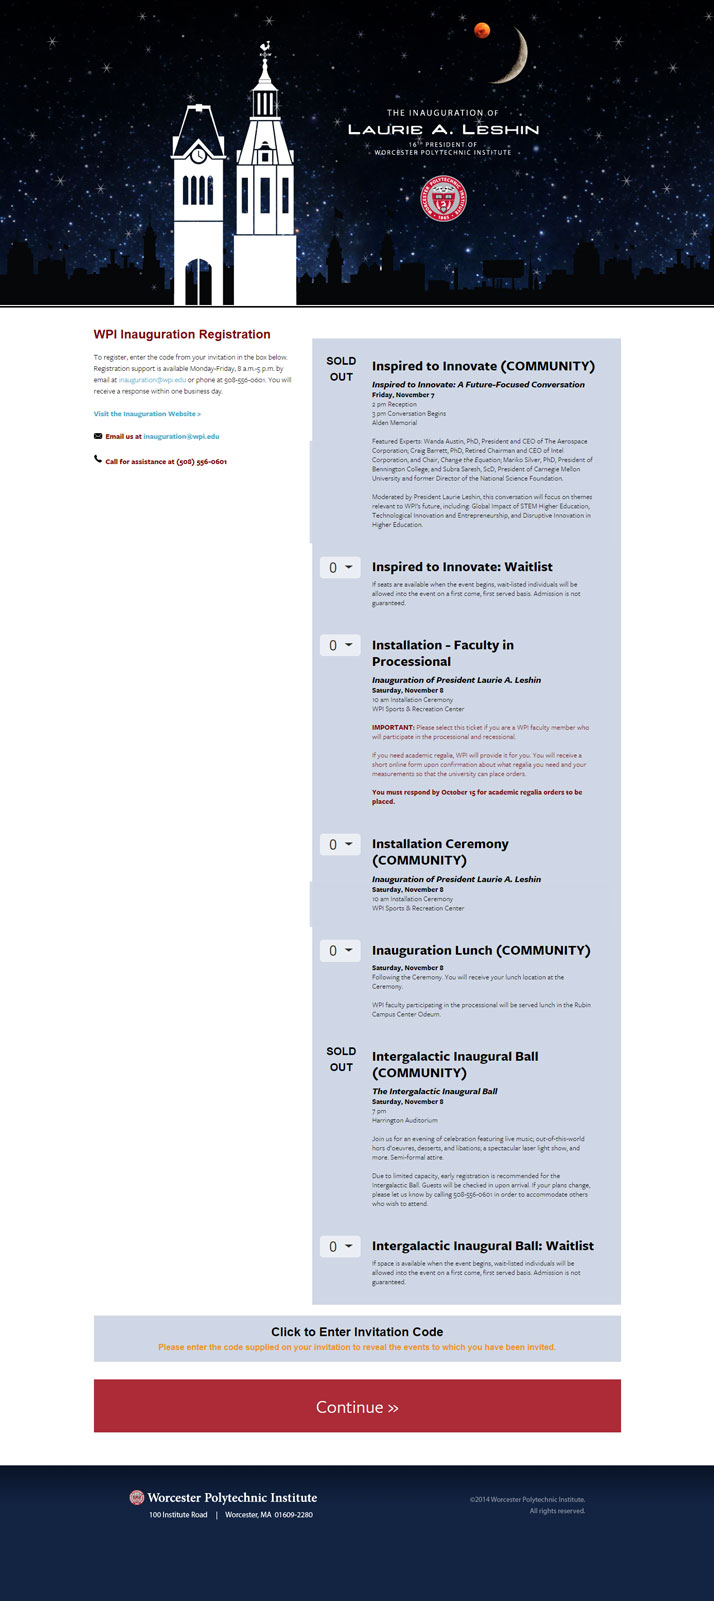 THE INAUGURATION OF
LAURIE A. LESHIN
16TH PRESIDENT OF
WORCESTER POLYTECHNIC INSTITUTE
WORCESTER POLYTECHNIC INSTITUTE
1865
WPI Inauguration Registration
To register, enter the code from your invitation in the box below.
Registration support is available Monday-Friday, 8 a.m.-5 p.m. by
email at inauguration@wpi.edu or phone at 508-556-0601. You will
receive a response within one business day.
Visit the Inauguration Website >
Email us at inauguration@wpi.edu
Call for assistance at (508) 556-0601
SOLD
OUT
Inspired to Innovate (COMMUNITY)
Inspired to Innovate: A Future-Focused Conversation
Friday, November 7
2 pm Reception
3 pm Conversation Begins
Alden Memorial
Featured Experts: Wanda Austin, PhD, President and CEO of The Aerospace
Corporation; Craig Barrett, PhD, Retired Chairman and CEO of Intel
Corporation, and Chair, Change the Equation; Mariko Silver, PhD, President of
Bennington College; and Subra Suresh, ScD, President of Carnegie Mellon
University and former Director of the National Science Foundation.
Moderated by President Laurie Leshin, this conversation will focus on themes
relevant to WPI's future, including: Global Impact of STEM Higher Education,
Technological Innovation and Entrepreneurship, and Disruptive Innovation in
Higher Education.
0
Inspired to Innovate: Waitlist
If seats are available when the event begins, wait-listed individuals will be
allowed into the event on a first come, first served basis. Admission is not
guaranteed.
0
Installation - Faculty in
Processional
Inauguration of President Laurie A. Leshin
Saturday, November 8
10 am Installation Ceremony
WPI Sports & Recreation Center
IMPORTANT: Please select this ticket if you are a WPI faculty member who
will participate in the processional and recessional.
If you need academic regalia, WPI will provide it for you. You will receive a
short online form upon confirmation about what regalia you need and your
measurements so that the university can place orders.
You must respond by October 15 for academic regalia orders to be
placed.
0
Installation Ceremony
(COMMUNITY)
Inauguration of President Laurie A. Leshin
Saturday, November 8
10 am Installation Ceremony
WPI Sports & Recreation Center
0
Inauguration Lunch (COMMUNITY)
Saturday, November 8
Following the Ceremony. You will receive your lunch location at the
Ceremony.
WPI faculty participating in the processional will be served lunch in the Rubin
Campus Center Odeum.
SOLD
OUT
Intergalactic Inaugural Ball
(COMMUNITY)
The Intergalactic Inaugural Ball
Saturday, November 8
7 pm
Harrington Auditorium
Join us for an evening of celebration featuring live music; out-of-this-world
hors d'oeuvres, desserts, and libations; a spectacular laser light show, and
more. Semi-formal attire.
Due to limited capacity, early registration is recommended for the
Intergalactic Ball. Guests will be checked in upon arrival. If your plans change,
please let us know by calling 508-556-0601 in order to accommodate others
who wish to attend.
0
Intergalactic Inaugural Ball: Waitlist
If space is available when the event begins, wait-listed individuals will be
allowed into the event on a first come, first served basis. Admission is not
guaranteed.
Click to Enter Invitation Code
Please enter the code supplied on your invitation to reveal the events to which you have been invited.
Continue »
Worcester Polytechnic Institute
100 Institute Road | Worcester, MA 01609-2280
©2014 Worcester Polytechnic Institute.
All rights reserved.